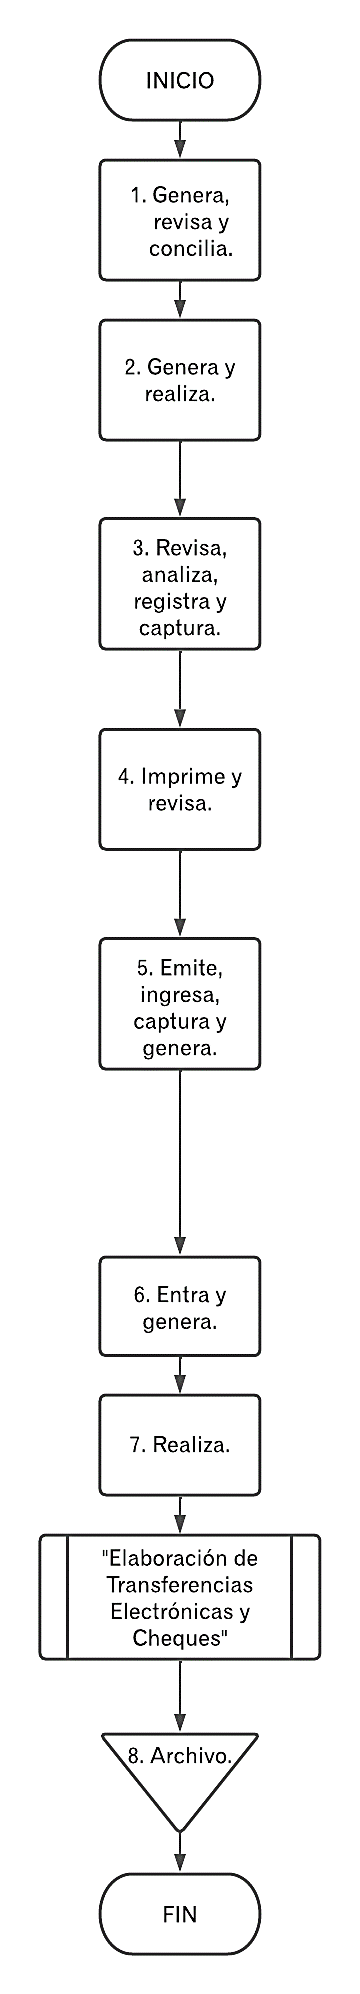 INICIO
1. Genera,
revisa y
concilia.
2. Genera y
realiza.
3. Revisa,
analiza,
registra y
captura.
4. Imprime y
revisa.
5. Emite,
ingresa,
captura y
genera.
6. Entra y
genera.
7. Realiza.
"Elaboración de
Transferencias
Electrónicas y
Cheques"
8. Archivo.
FIN